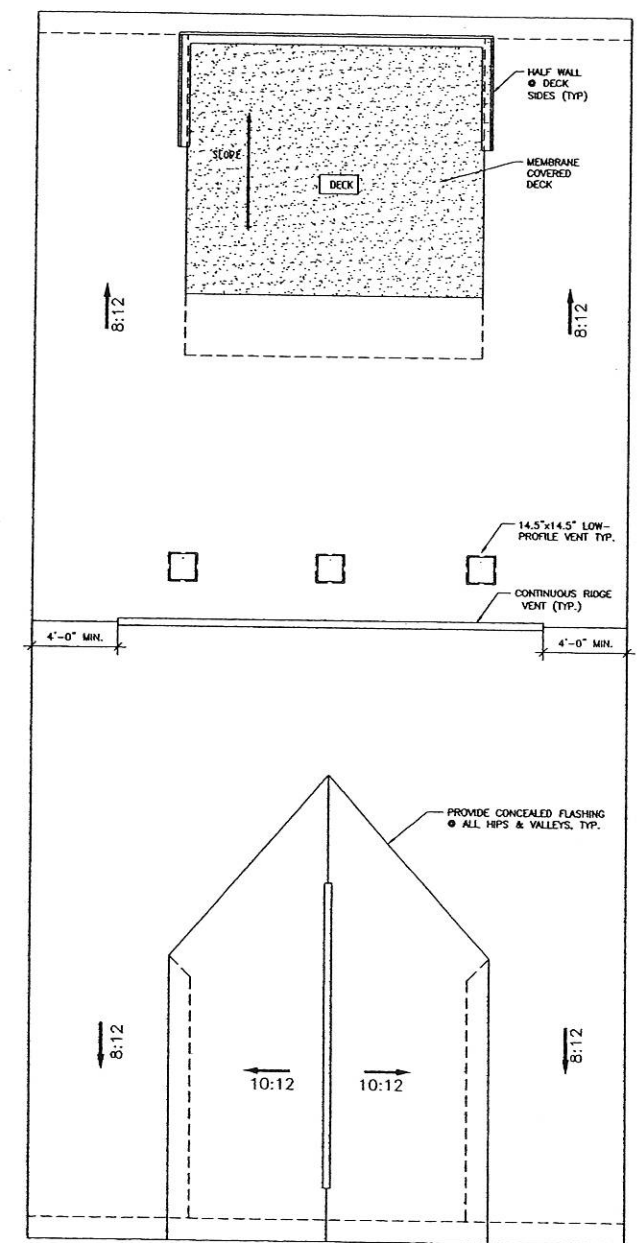 HALF WALL
@ DECK
SIDES (TYP)
SLOPE
MEMBRANE
COVERED
DECK
DECK
8:12
8:12
14.5"x14.5" LOW-
PROFILE VENT TYP.
CONTINUOUS RIDGE
VENT (TYP.)
4'-0" MIN.
4'-0" MIN.
PROVIDE CONCEALED FLASHING
@ ALL HIPS & VALLEYS, TYP.
8:12
8:12
10:12
10:12